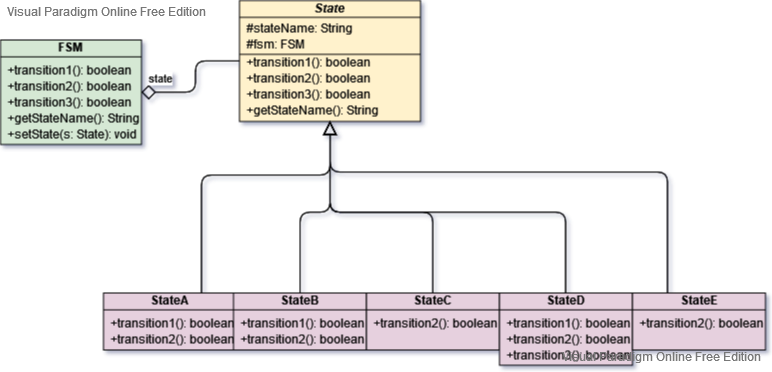 Visual Paradigm Online Free Edition
State
#stateName: String
#fsm: FSM
+transition1(): boolean
+transition2(): boolean
+transition3(): boolean
+getStateName(): String
FSM
+transition1(): boolean
+transition2(): boolean
+transition3(): boolean
+getStateName(): String
+setState(s: State): void
state
StateA
+transition1(): boolean
+transition2(): boolean
StateB
+transition1(): boolean
+transition2(): boolean
StateC
+transition2(): boolean
StateD
+transition1(): boolean
+transition2(): boolean
+transition3(): boolean
StateE
+transition2(): boolean
Visual Paradigm Online Free Edition